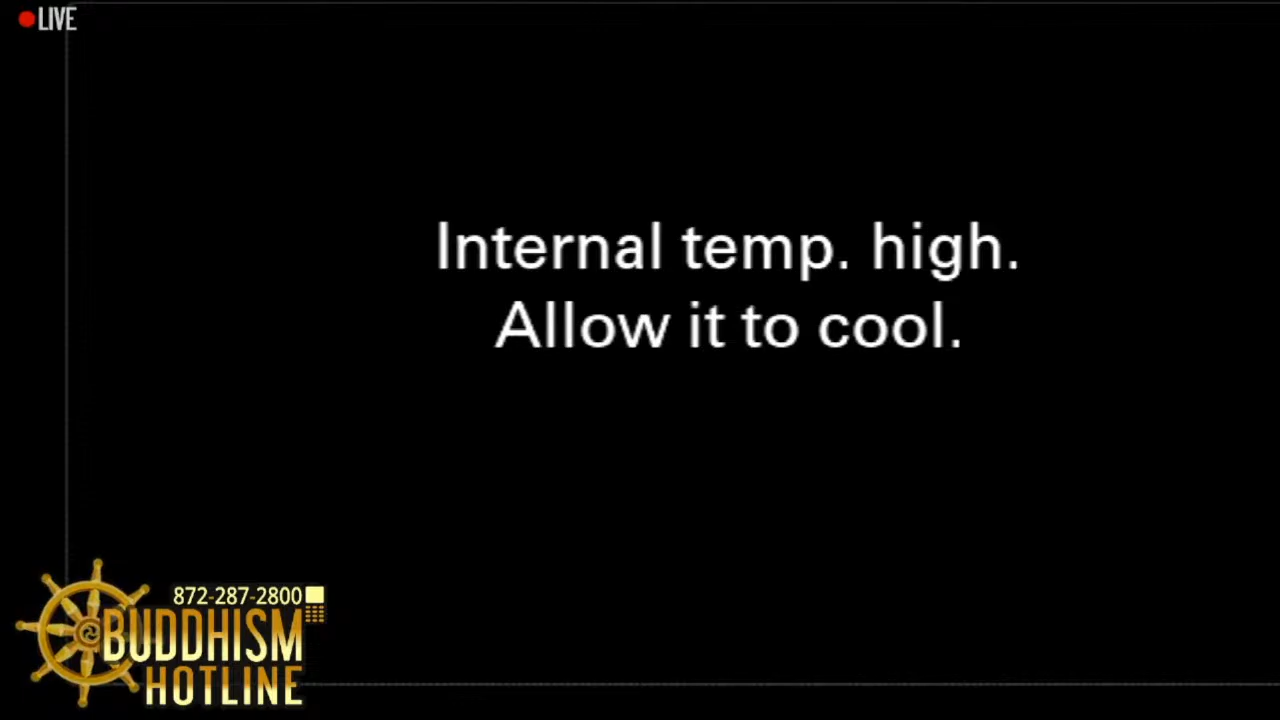 LIVE
Internal temp. high.
Allow it to cool.
872-287-2800
BUDDHISM
HOTLINE